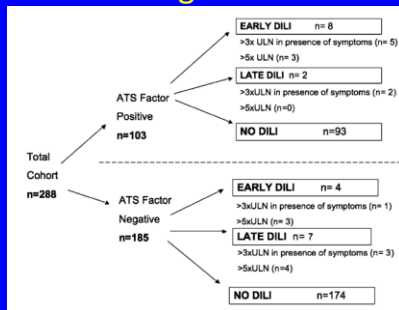 EARLY DILI n= 8
>3x ULN in presence of symptoms (n= 5)
>5x ULN (n= 3)
LATE DILI n= 2
>3xULN in presence of symptoms (n= 2)
>5xULN (n=0)
ATS Factor
Positive
n=103
NO DILI n=93
Total
Cohort
n=288
ATS Factor
Negative
n=185
EARLY DILI n= 4
>3xULN in presence of symptoms (n= 1)
>5xULN (n= 3)
LATE DILI n= 7
>3xULN in presence of symptoms (n= 3)
>5xULN (n=4)
NO DILI n=174